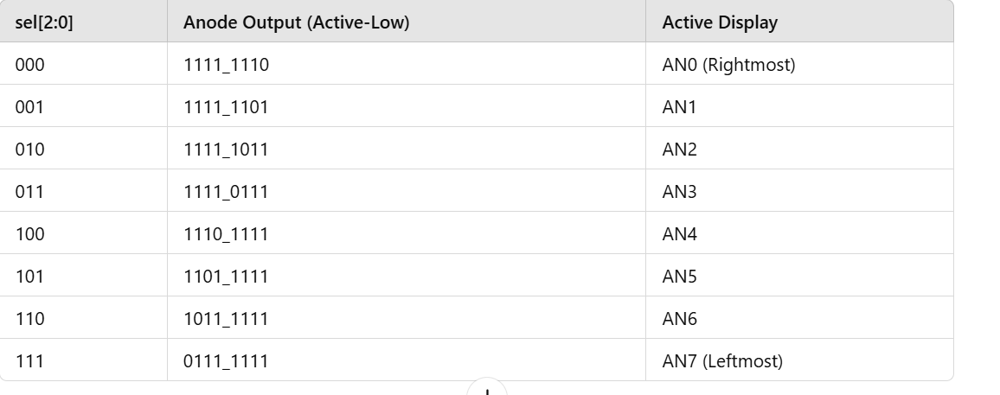 sel[2:0] Anode Output (Active-Low) Active Display
000 1111_1110 AN0 (Rightmost)
001 1111_1101 AN1
010 1111_1011 AN2
011 1111_0111 AN3
100 1110_1111 AN4
101 1101_1111 AN5
110 1011_1111 AN6
111 0111_1111 AN7 (Leftmost)